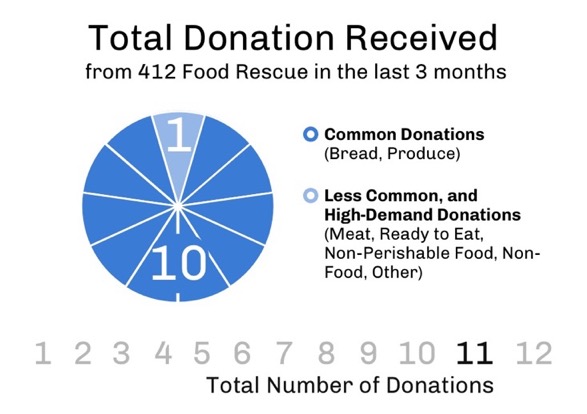 Total Donation Received
from 412 Food Rescue in the last 3 months
1
10
Common Donations
(Bread, Produce)
Less Common, and
High-Demand Donations
(Meat, Ready to Eat,
Non-Perishable Food, Non-
Food, Other)
1 2 3 4 5 6 7 8 9 10 11 12
Total Number of Donations